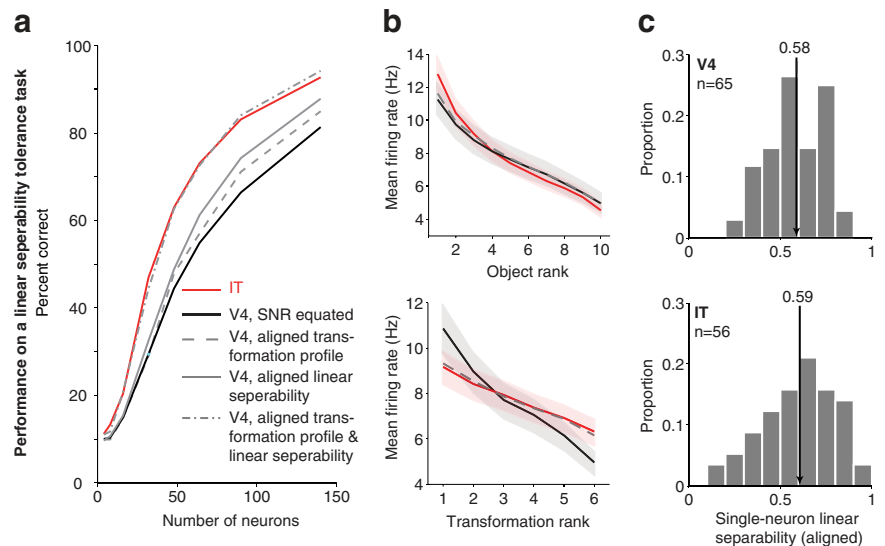 a
Performance on a linear seperability tolerance task
Percent correct
100
80
60
40
20
0
IT
V4, SNR equated
V4, aligned trans-
formation profile
V4, aligned linear
seperability
V4, aligned trans-
formation profile &
linear seperability
0
50
100
150
Number of neurons
b
Mean firing rate (Hz)
14
12
10
8
6
4
2
4
6
8
10
Object rank
Mean firing rate (Hz)
12
10
8
6
4
1
2
3
4
5
6
Transformation rank
c
0.58
V4
n=65
Proportion
0.3
0.2
0.1
0
0
0.5
1
0.59
IT
n=56
Proportion
0.3
0.2
0.1
0
0
0.5
1
Single-neuron linear
separability (aligned)